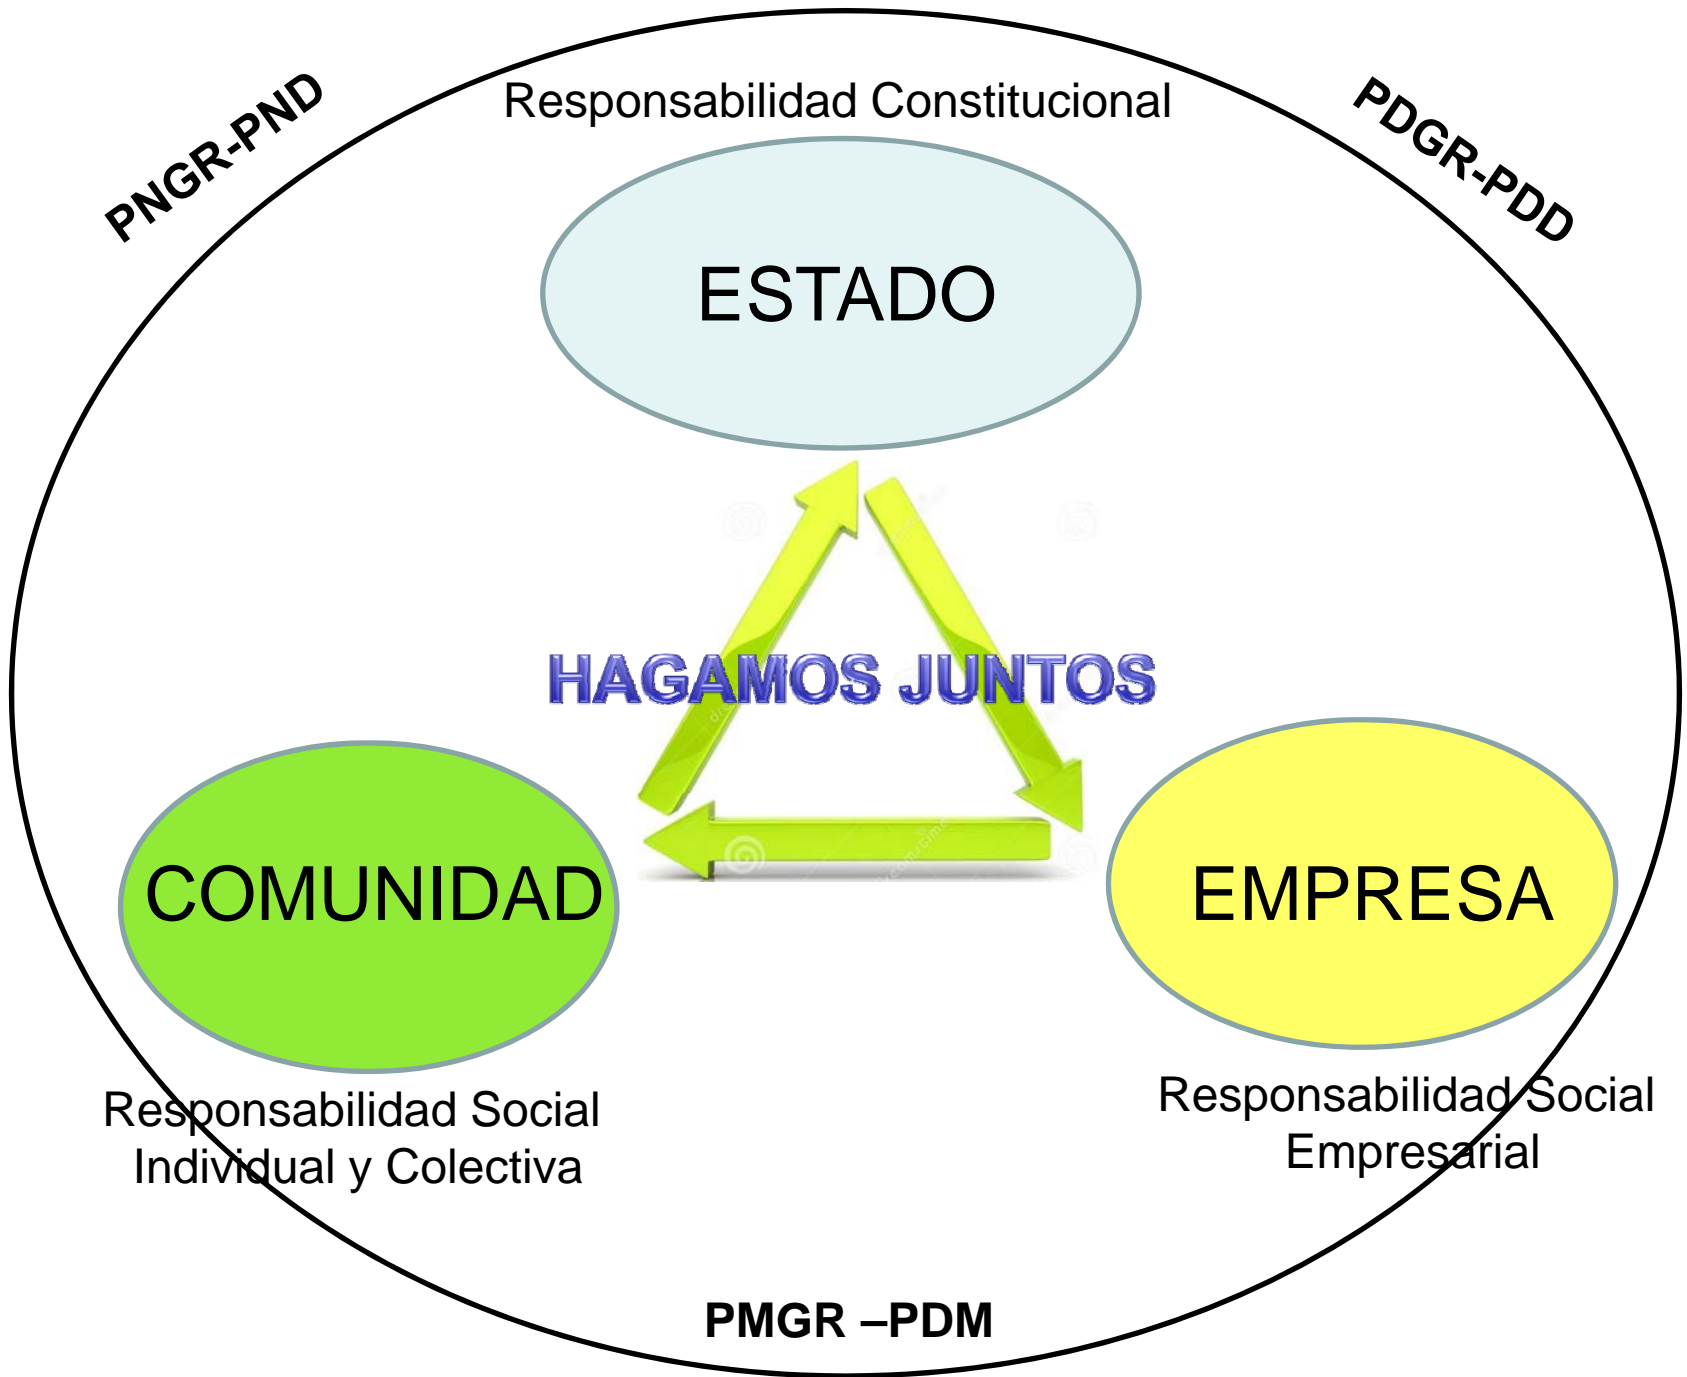 PNGR-PND
Responsabilidad Constitucional
PDGR-PDD
ESTADO
HAGAMOS JUNTOS
COMUNIDAD
EMPRESA
Responsabilidad Social
Individual y Colectiva
Responsabilidad Social
Empresarial
PMGR –PDM